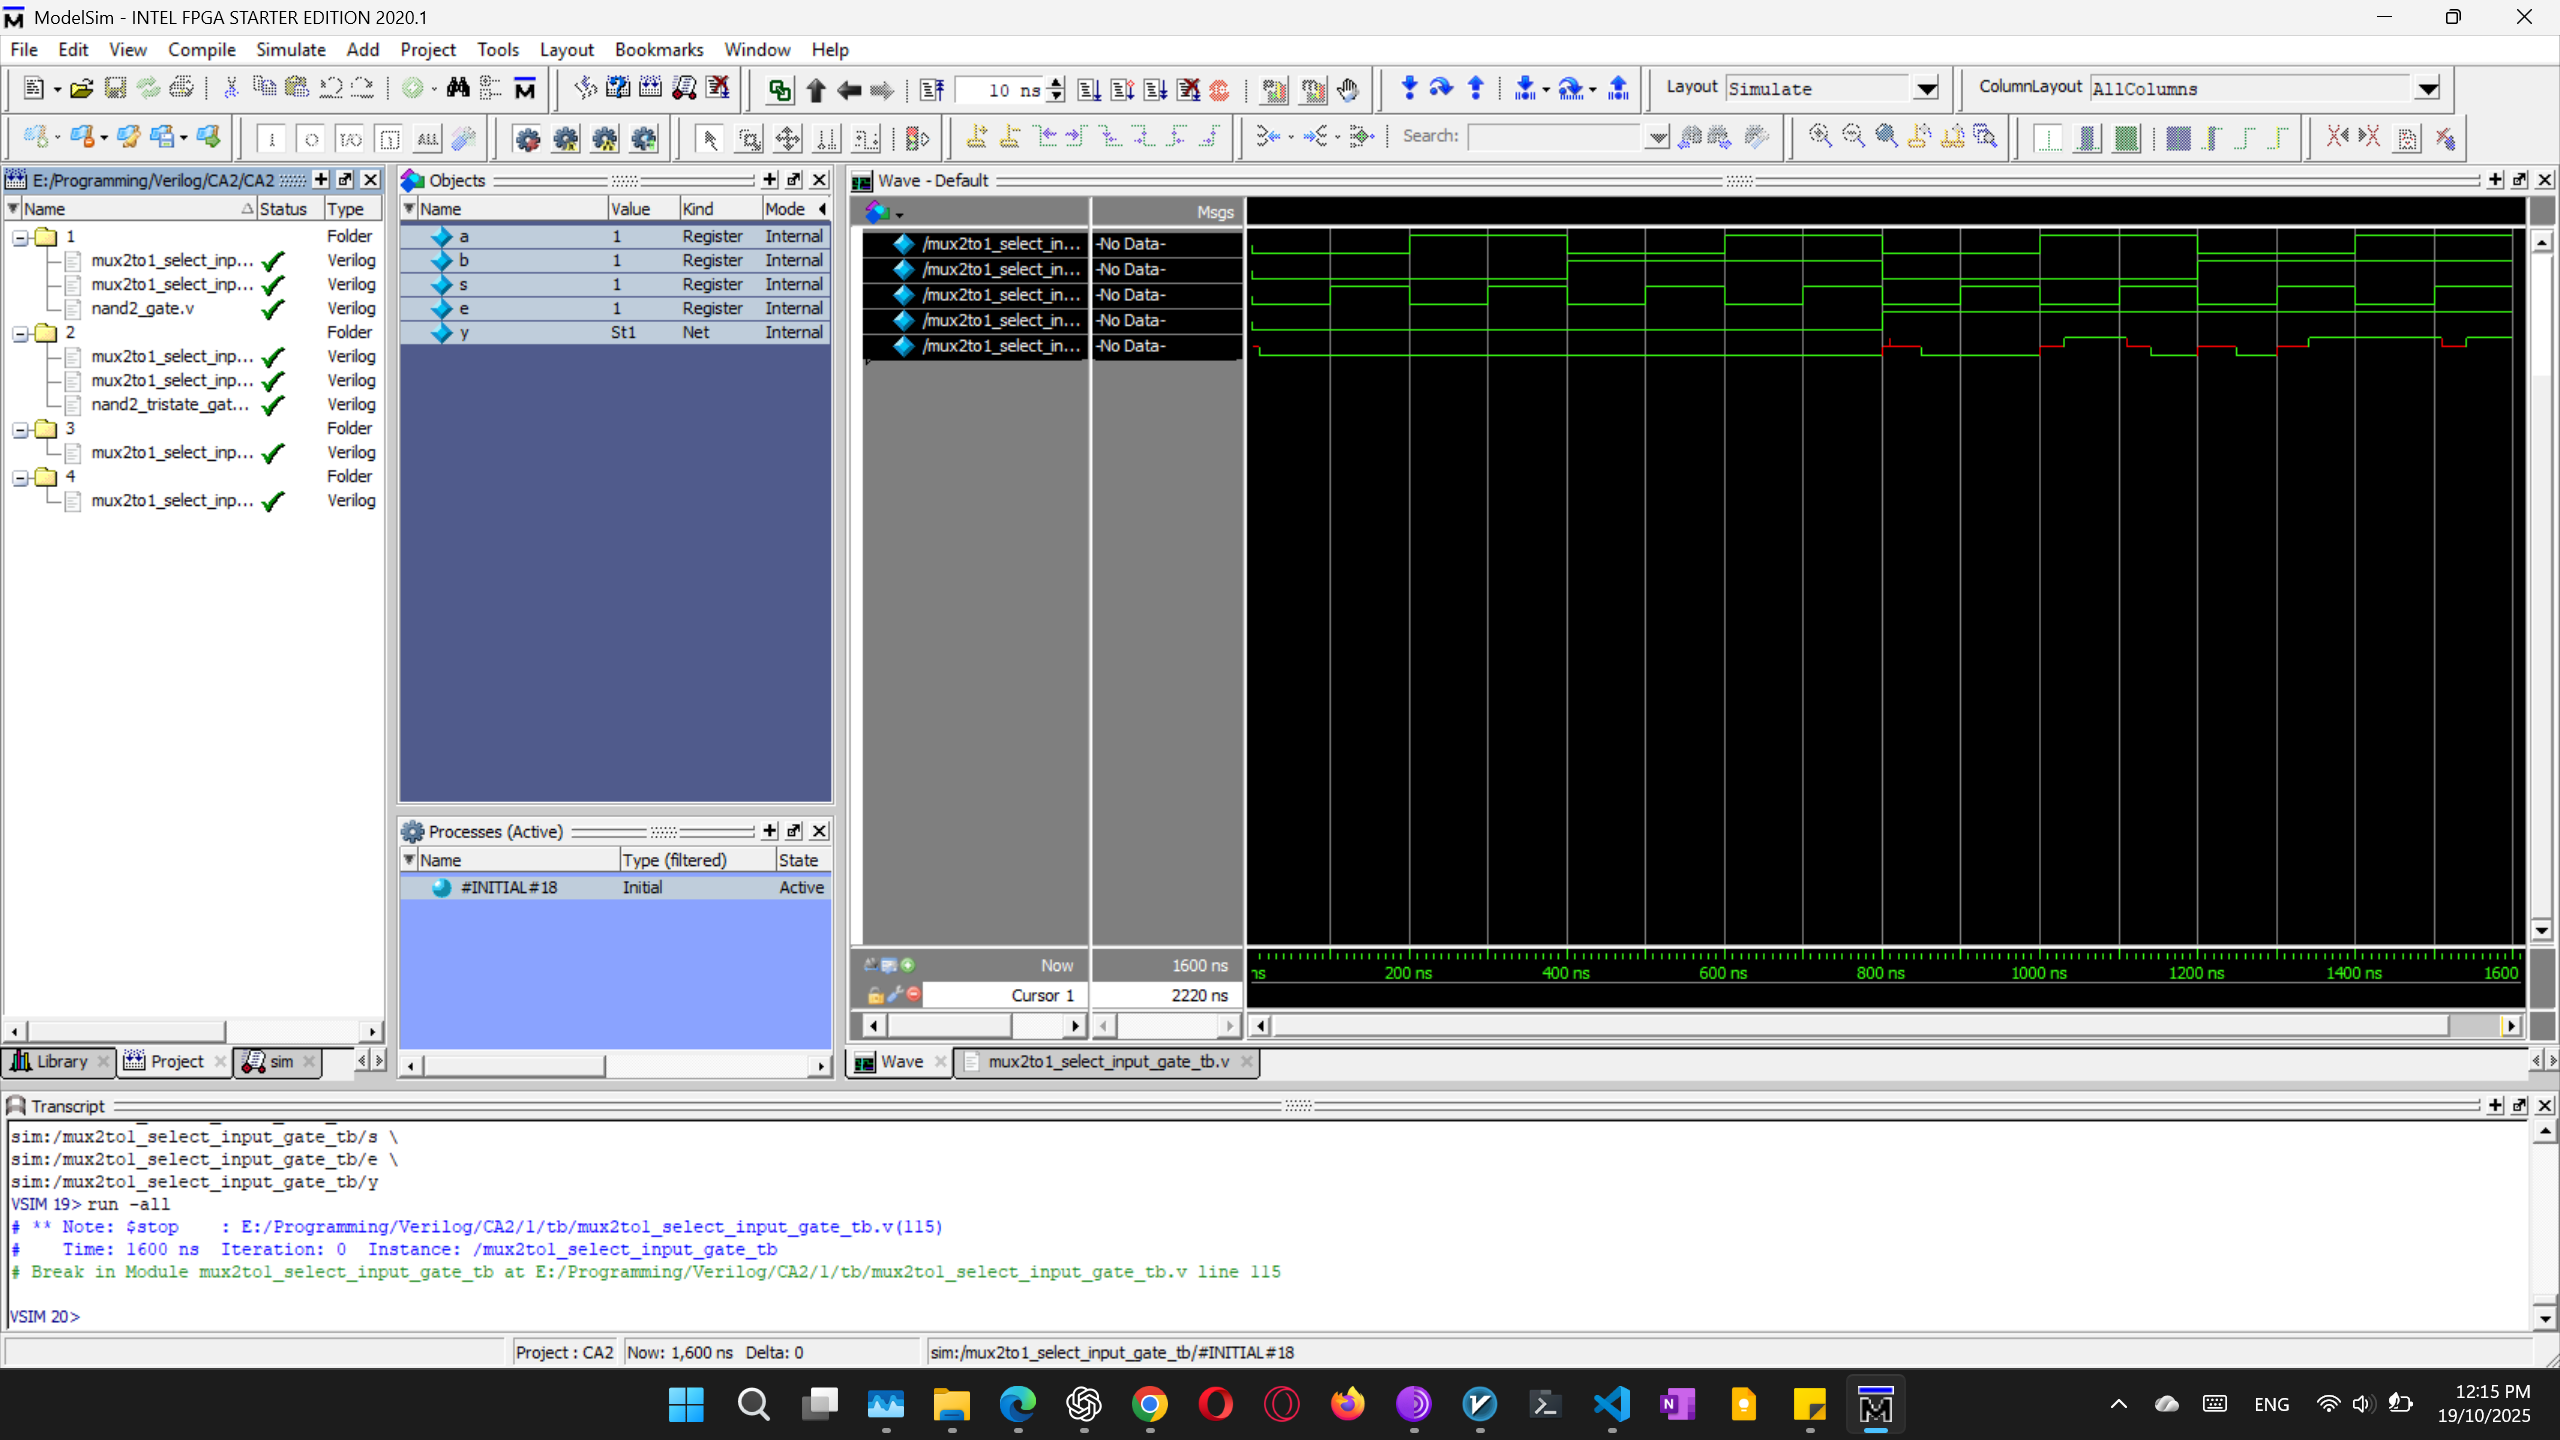 ModelSim - INTEL FPGA STARTER EDITION 2020.1
File Edit View Compile Simulate Add Project Tools Layout Bookmarks Window Help
10 ns
Layout Simulate
ColumnLayout AllColumns
Search:
E:/Programming/Verilog/CA2/CA2
Name Status Type
1 Folder
mux2to1_select_inp... Verilog
mux2to1_select_inp... Verilog
nand2_gate.v Verilog
2 Folder
mux2to1_select_inp... Verilog
mux2to1_select_inp... Verilog
nand2_tristate_gat... Verilog
3 Folder
mux2to1_select_inp... Verilog
4 Folder
mux2to1_select_inp... Verilog
Library Project sim
Objects
Name Value Kind Mode
a 1 Register Internal
b 1 Register Internal
s 1 Register Internal
e 1 Register Internal
y St1 Net Internal
Processes (Active)
Name Type (filtered) State
#INITIAL#18 Initial Active
Wave - Default
Msgs
/mux2to1_select_in... -No Data-
/mux2to1_select_in... -No Data-
/mux2to1_select_in... -No Data-
/mux2to1_select_in... -No Data-
/mux2to1_select_in... -No Data-
Now 1600 ns
Cursor 1 2220 ns
ns 200 ns 400 ns 600 ns 800 ns 1000 ns 1200 ns 1400 ns 1600
Wave mux2to1_select_input_gate_tb.v
Transcript
sim:/mux2to1_select_input_gate_tb/s \
sim:/mux2to1_select_input_gate_tb/e \
sim:/mux2to1_select_input_gate_tb/y
VSIM 19> run -all
# ** Note: $stop : E:/Programming/Verilog/CA2/1/tb/mux2to1_select_input_gate_tb.v(115)
# Time: 1600 ns Iteration: 0 Instance: /mux2to1_select_input_gate_tb
# Break in Module mux2to1_select_input_gate_tb at E:/Programming/Verilog/CA2/1/tb/mux2to1_select_input_gate_tb.v line 115
VSIM 20>
Project : CA2 Now: 1,600 ns Delta: 0 sim:/mux2to1_select_input_gate_tb/#INITIAL#18
ENG
12:15 PM
19/10/2025